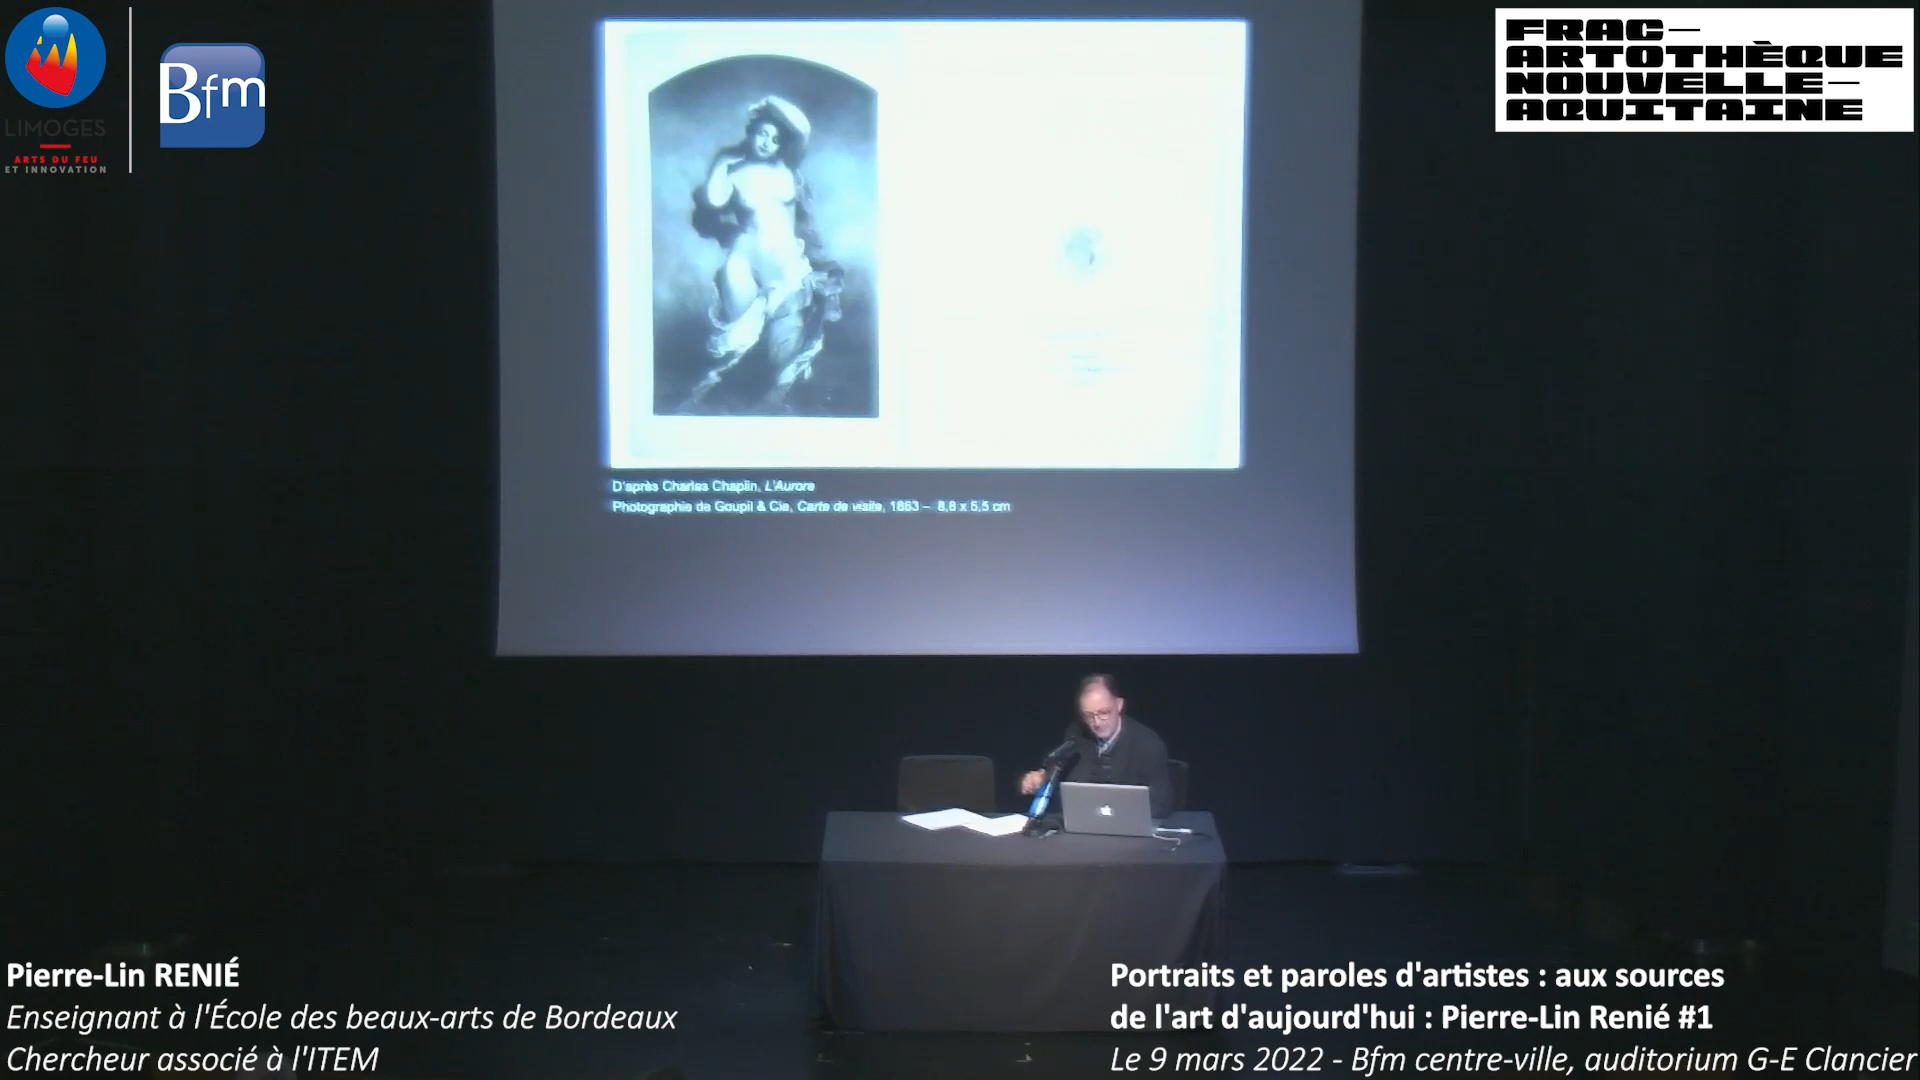 LIMOGES
ARTS DU FEU
ET INNOVATION
Bfm
FRAC—
ARTOTHÈQUE
NOUVELLE—
AQUITAINE
D'après Charles Chaplin, L'Aurore
Photographie de Goupil & Cie, Carte de visite, 1863 – 8,8 x 5,5 cm
Pierre-Lin RENIÉ
Enseignant à l'École des beaux-arts de Bordeaux
Chercheur associé à l'ITEM
Portraits et paroles d'artistes : aux sources
de l'art d'aujourd'hui : Pierre-Lin Renié #1
Le 9 mars 2022 - Bfm centre-ville, auditorium G-E Clancier